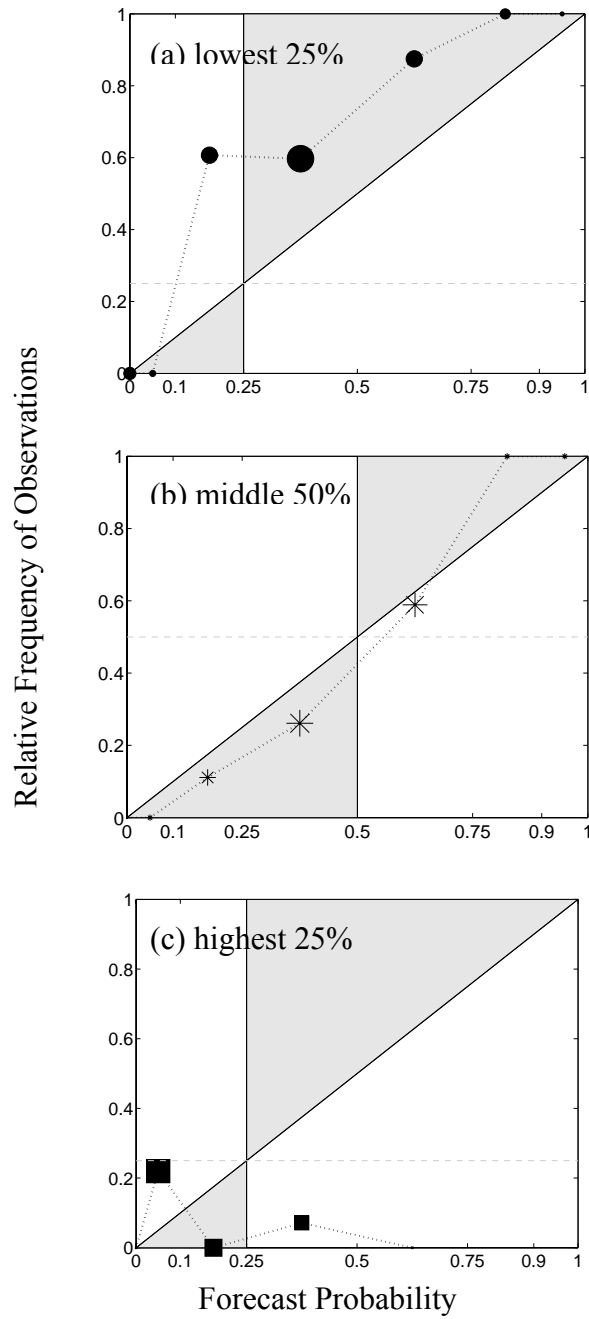 Relative Frequency of Observations
(a) lowest 25%
1
0.8
0.6
0.4
0.2
0
0 0.1 0.25 0.5 0.75 0.9 1
(b) middle 50%
1
0.8
0.6
0.4
0.2
0
0 0.1 0.25 0.5 0.75 0.9 1
(c) highest 25%
1
0.8
0.6
0.4
0.2
0
0 0.1 0.25 0.5 0.75 0.9 1
Forecast Probability